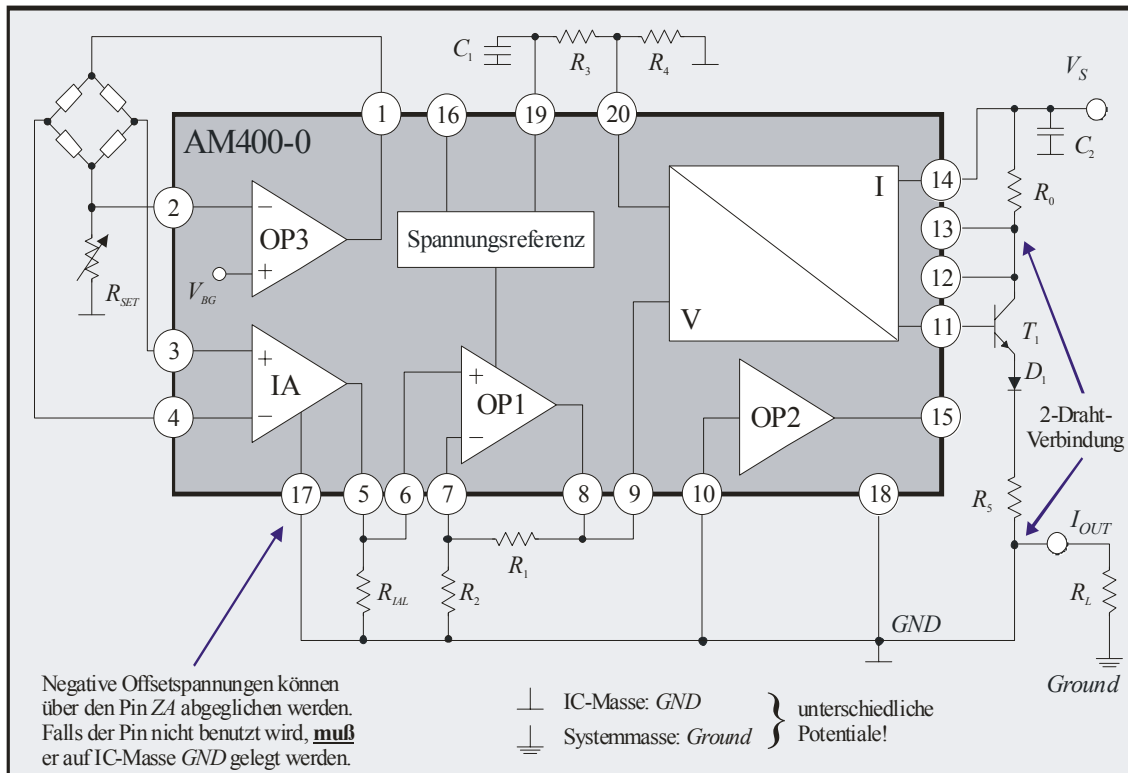 C1
R3
R4
VS
1
16
19
20
AM400-0
C2
I
14
R0
2
−
OP3
Spannungsreferenz
13
+
VBG
RSET
12
V
11
T1
3
+
IA
D1
4
−
+
OP1
−
OP2
15
2-Draht-
Verbindung
17
5
6
7
8
9
10
18
R5
IOUT
R1
RIAL
R2
RL
GND
Negative Offsetspannungen können
über den Pin ZA abgeglichen werden.
Falls der Pin nicht benutzt wird, muß
er auf IC-Masse GND gelegt werden.
IC-Masse: GND
Systemmasse: Ground
}
unterschiedliche
Potentiale!
Ground